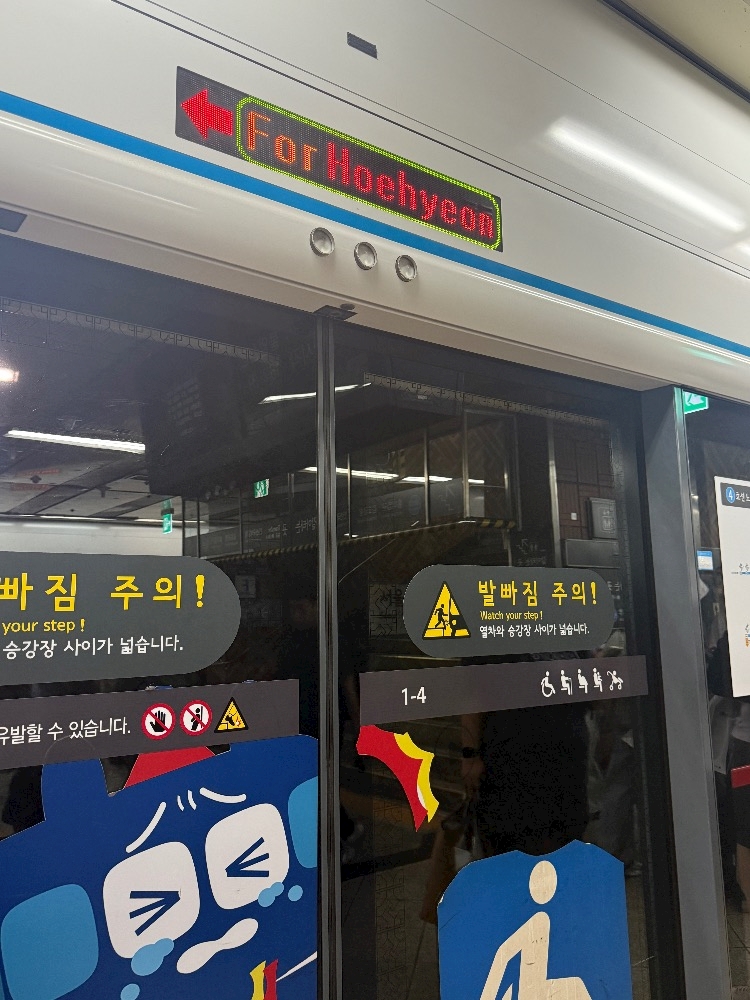 For Hoehyeon
빠짐 주의!
your step !
승강장 사이가 넓습니다.
발빠짐 주의!
Watch your step !
열차와 승강장 사이가 넓습니다.
유발할 수 있습니다.
1-4
4